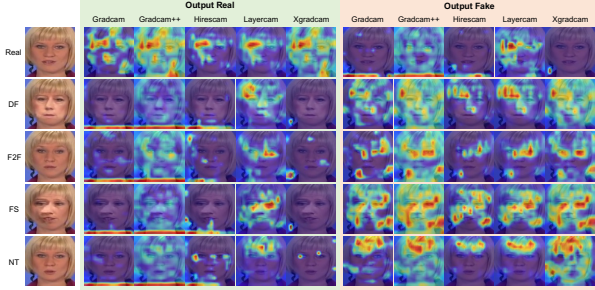 Output Real Output Fake
Gradcam Gradcam++ Hirescam Layercam Xgradcam Gradcam Gradcam++ Hirescam Layercam Xgradcam
Real
DF
F2F
FS
NT